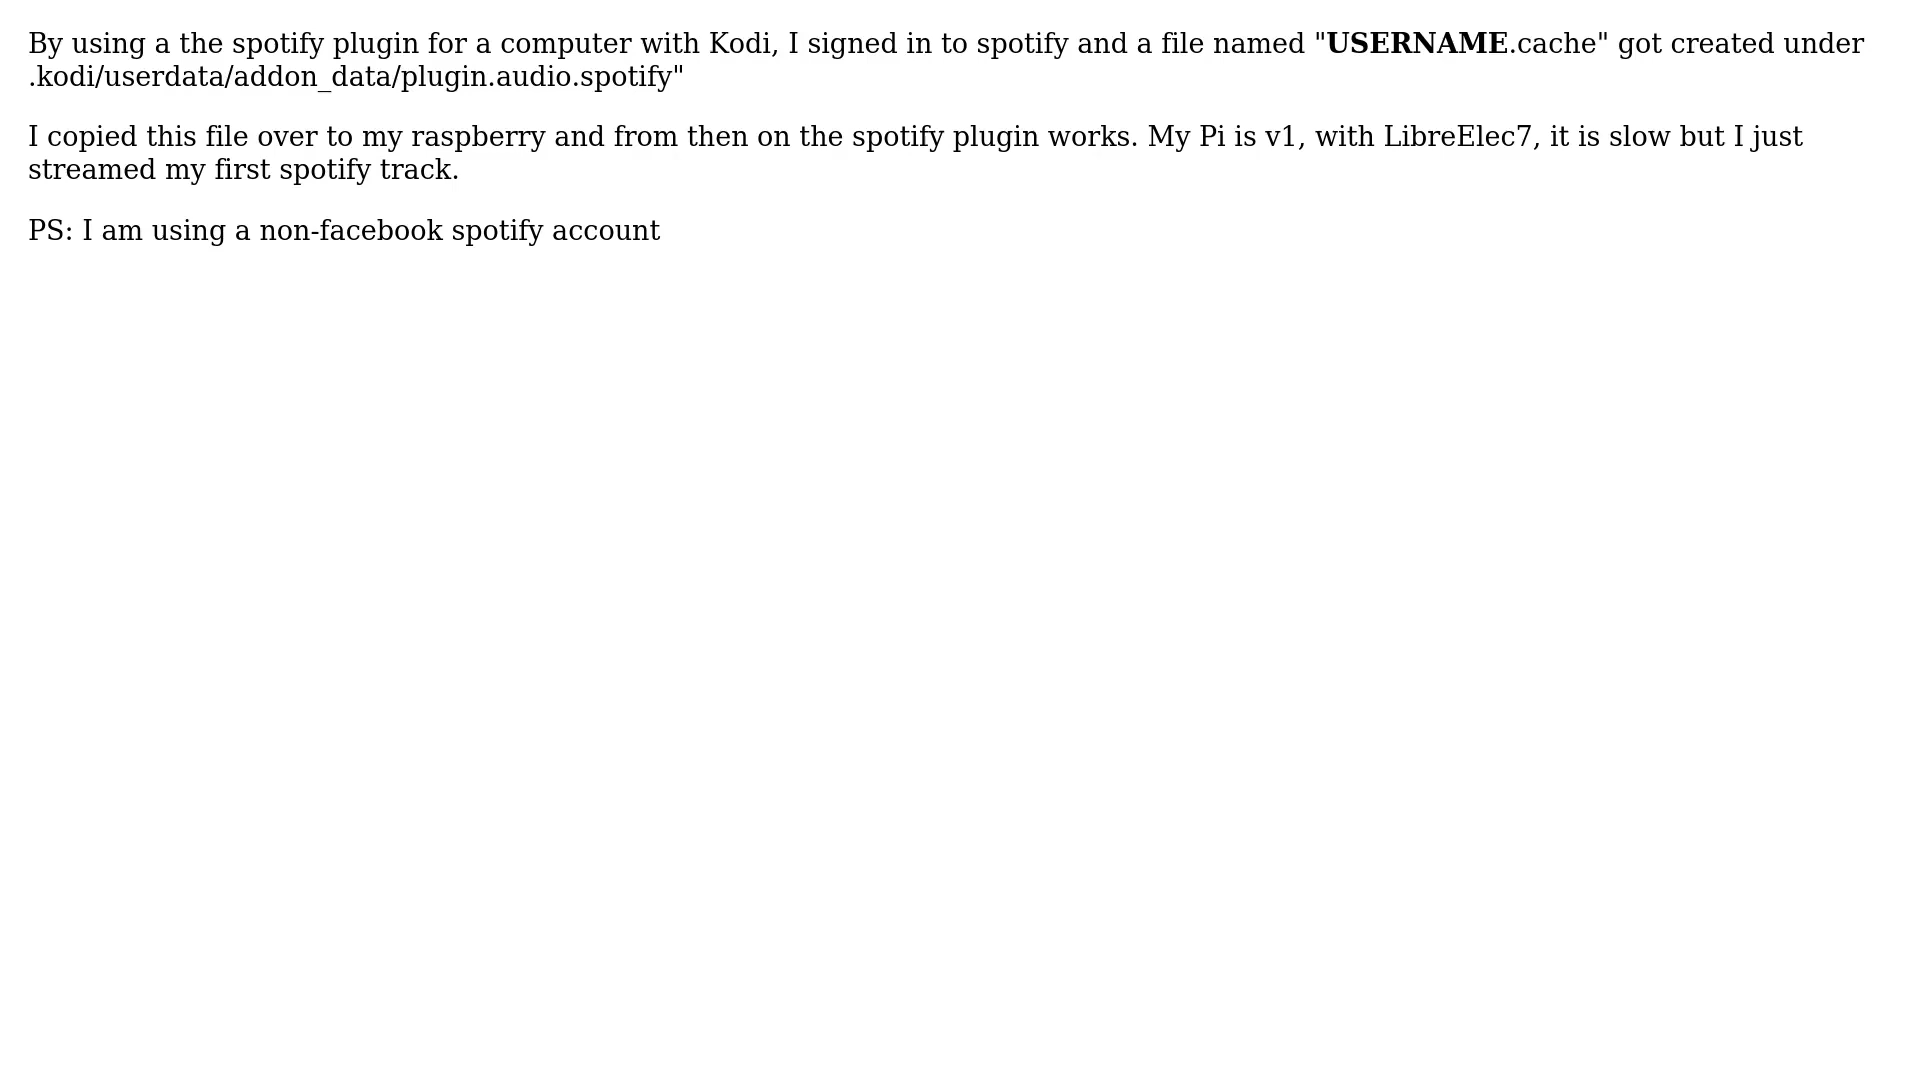 By using a the spotify plugin for a computer with Kodi, I signed in to spotify and a file named "USERNAME.cache" got created under
.kodi/userdata/addon_data/plugin.audio.spotify"
I copied this file over to my raspberry and from then on the spotify plugin works. My Pi is v1, with LibreElec7, it is slow but I just
streamed my first spotify track.
PS: I am using a non-facebook spotify account